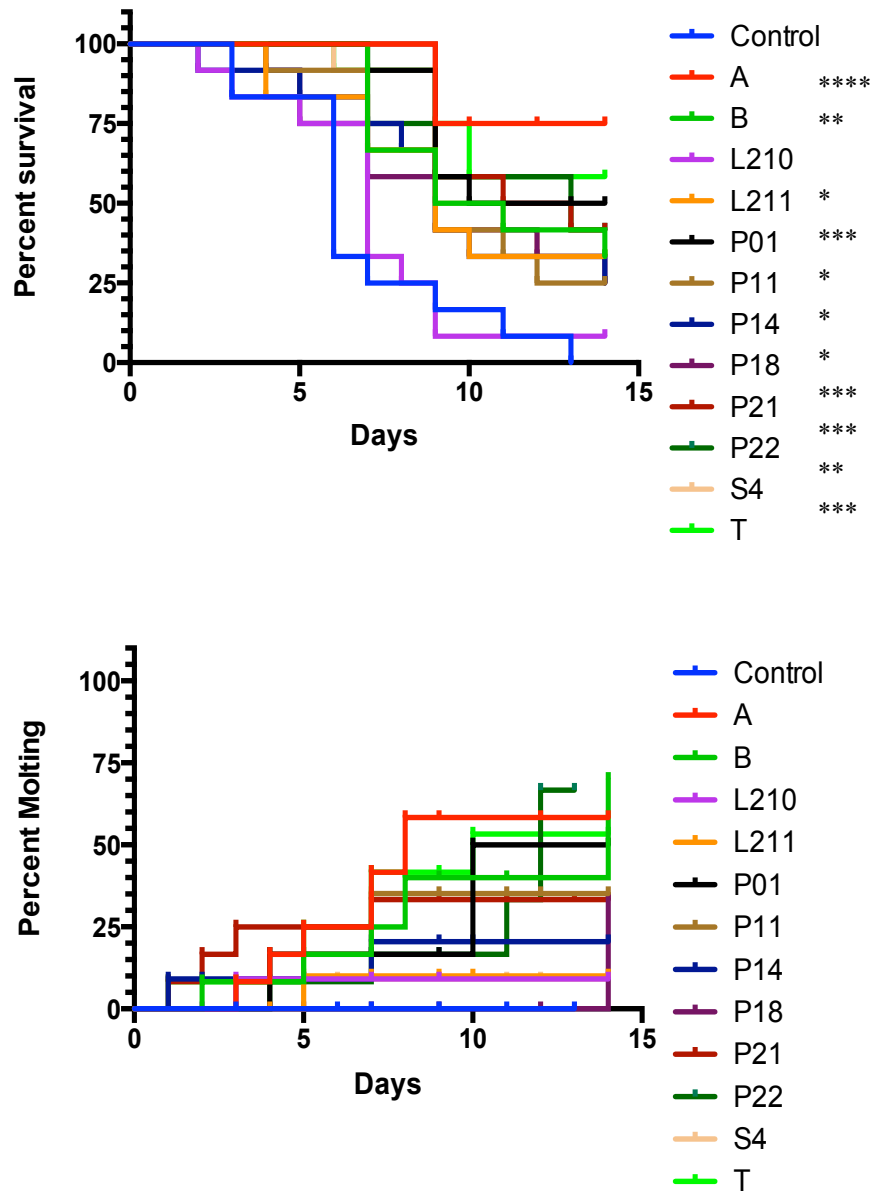 Percent survival
100
75
50
25
0
0 5 10 15
Days
Control
A ****
B **
L210
L211 *
P01 ***
P11 *
P14 *
P18 *
P21 ***
P22 ***
S4 **
T ***
Percent Molting
100
75
50
25
0
0 5 10 15
Days
Control
A
B
L210
L211
P01
P11
P14
P18
P21
P22
S4
T